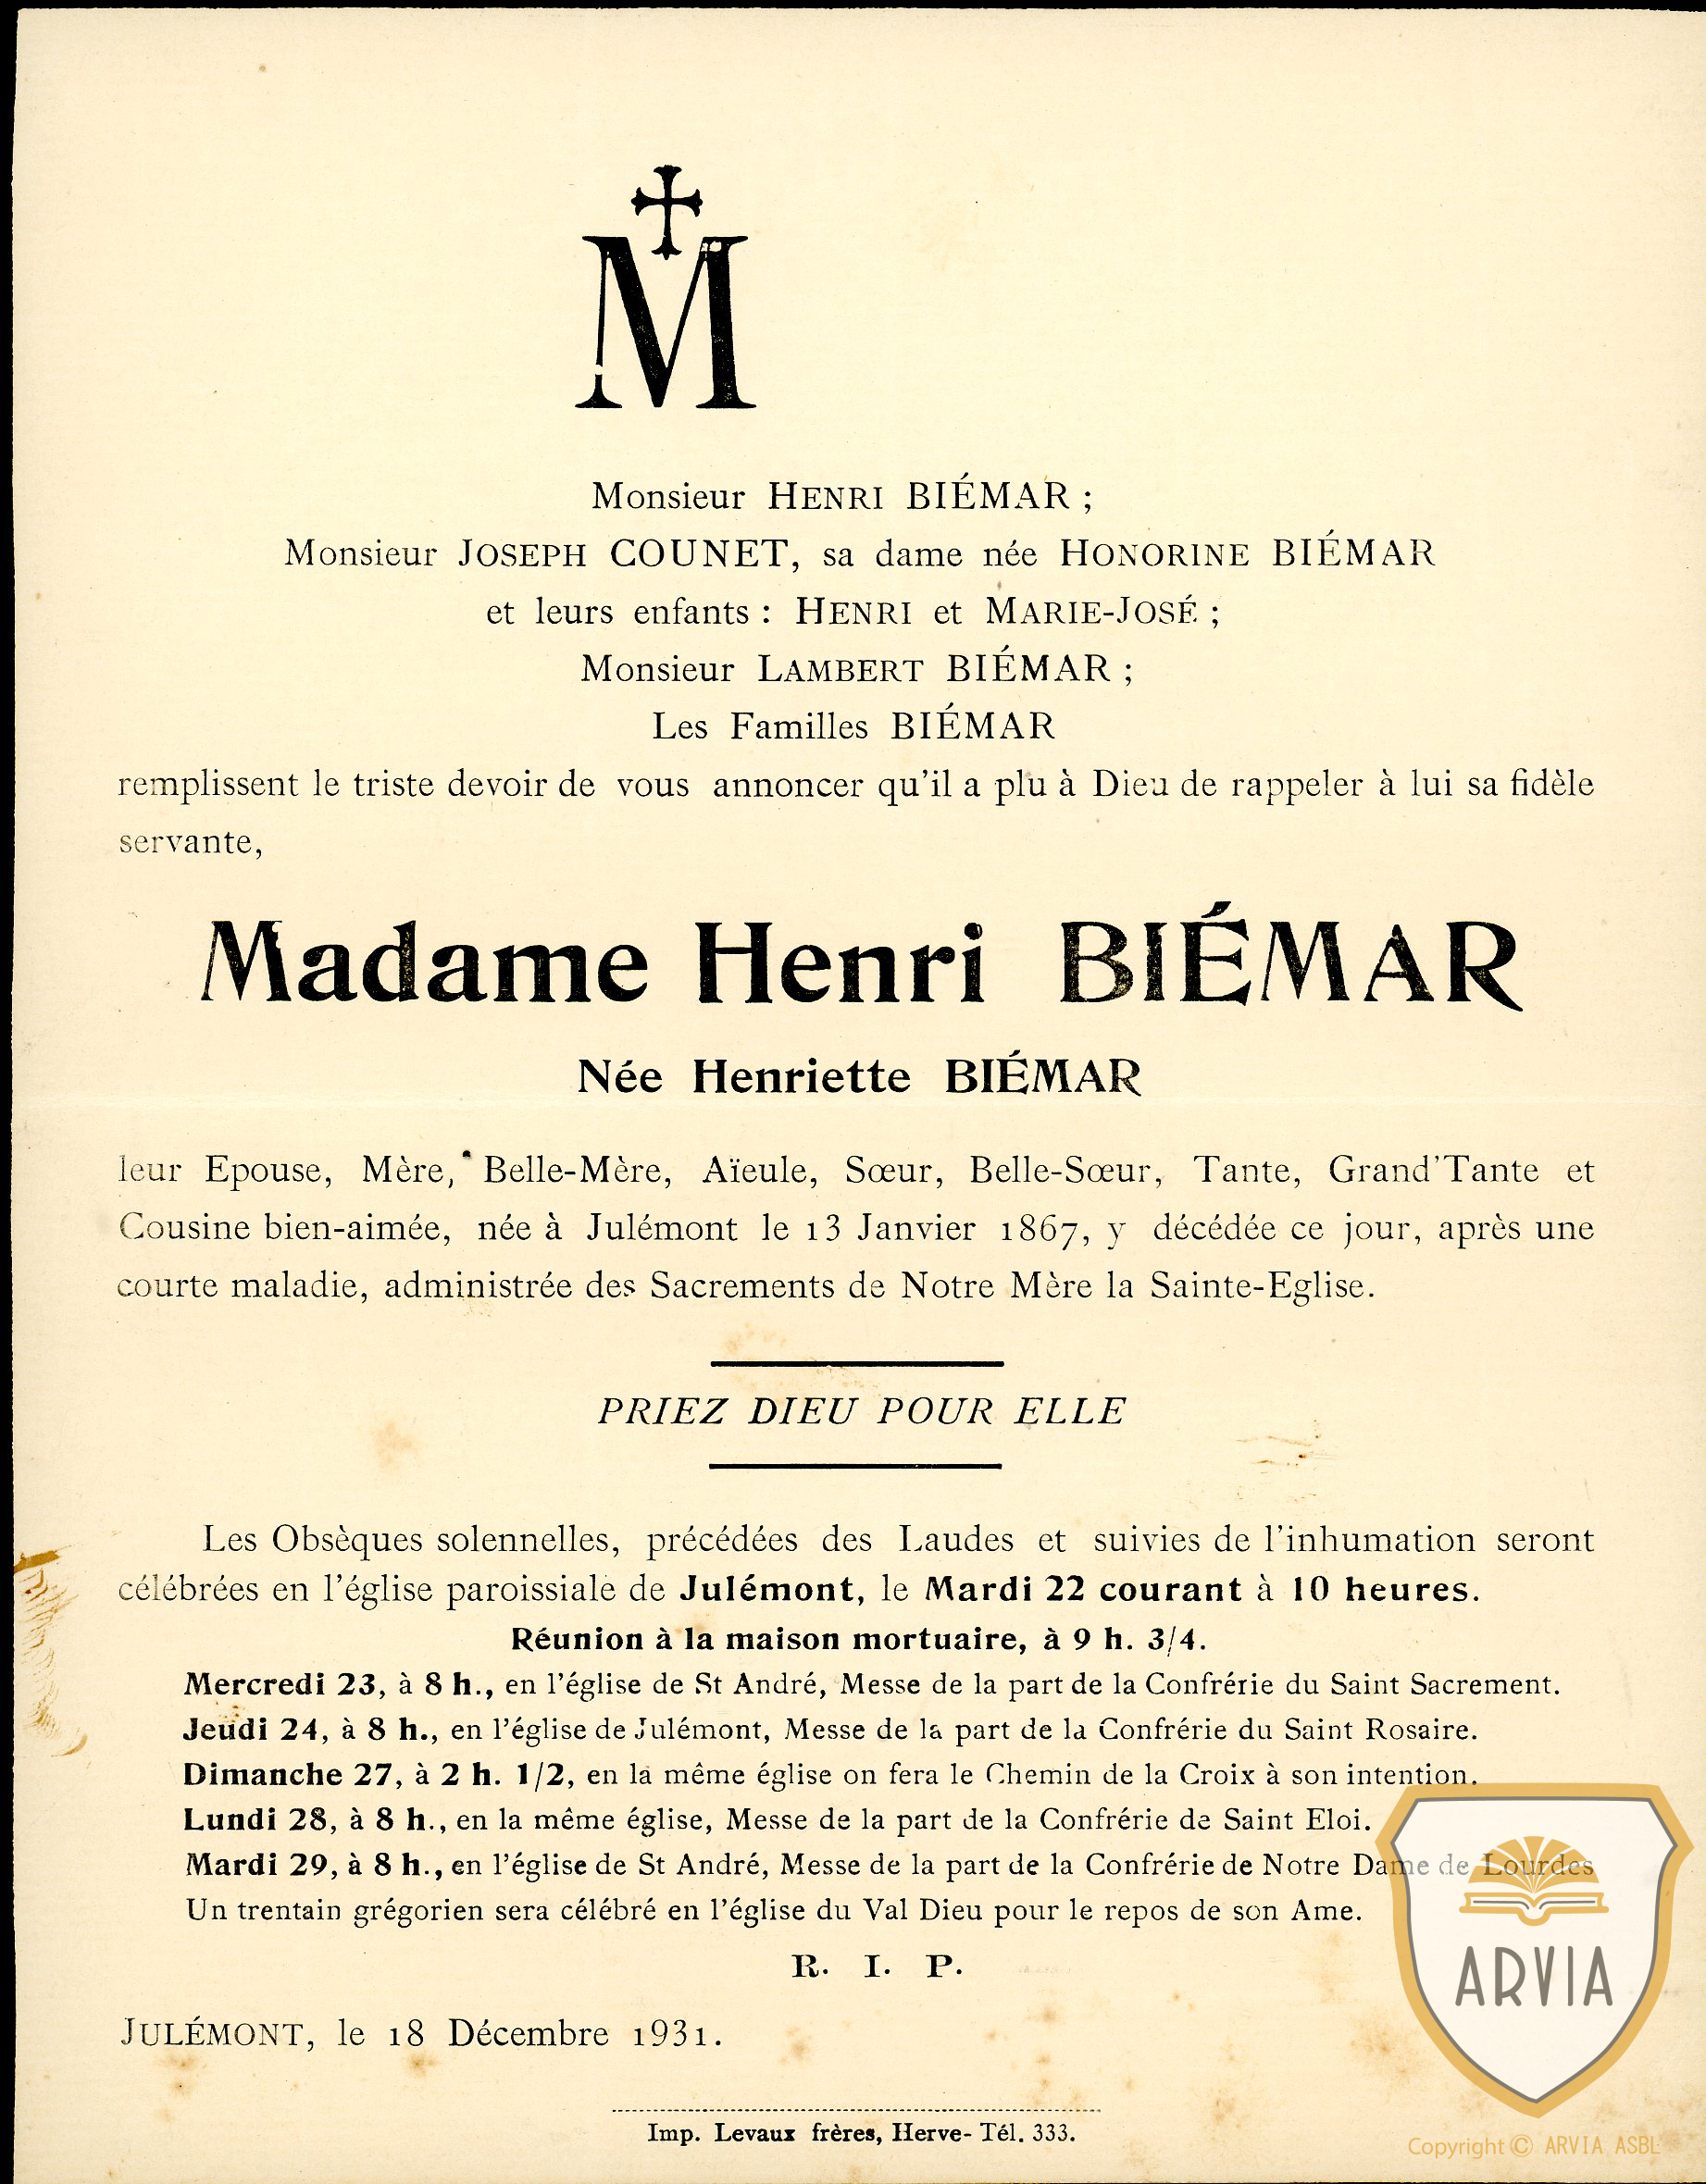 M
Monsieur HENRI BIÉMAR ;
Monsieur JOSEPH COUNET, sa dame née HONORINE BIÉMAR
et leurs enfants : HENRI et MARIE-JOSÉ ;
Monsieur LAMBERT BIÉMAR ;
Les Familles BIÉMAR
remplissent le triste devoir de vous annoncer qu'il a plu à Dieu de rappeler à lui sa fidèle
servante,
Madame Henri BIÉMAR
Née Henriette BIÉMAR
leur Epouse, Mère, Belle-Mère, Aïeule, Sœur, Belle-Sœur, Tante, Grand'Tante et
Cousine bien-aimée, née à Julémont le 13 Janvier 1867, y décédée ce jour, après une
courte maladie, administrée des Sacrements de Notre Mère la Sainte-Eglise.
PRIEZ DIEU POUR ELLE
Les Obsèques solennelles, précédées des Laudes et suivies de l'inhumation seront
célébrées en l'église paroissiale de Julémont, le Mardi 22 courant à 10 heures.
Réunion à la maison mortuaire, à 9 h. 3/4.
Mercredi 23, à 8 h., en l'église de St André, Messe de la part de la Confrérie du Saint Sacrement.
Jeudi 24, à 8 h., en l'église de Julémont, Messe de la part de la Confrérie du Saint Rosaire.
Dimanche 27, à 2 h. 1/2, en la même église on fera le Chemin de la Croix à son intention.
Lundi 28, à 8 h., en la même église, Messe de la part de la Confrérie de Saint Eloi.
Mardi 29, à 8 h., en l'église de St André, Messe de la part de la Confrérie de Notre Dame de Lourdes
Un trentain grégorien sera célébré en l'église du Val Dieu pour le repos de son Ame.
R. I. P.
JULÉMONT, le 18 Décembre 1931.
Imp. Levaux frères, Herve- Tél. 333.
ARVIA
Copyright © ARVIA ASBL